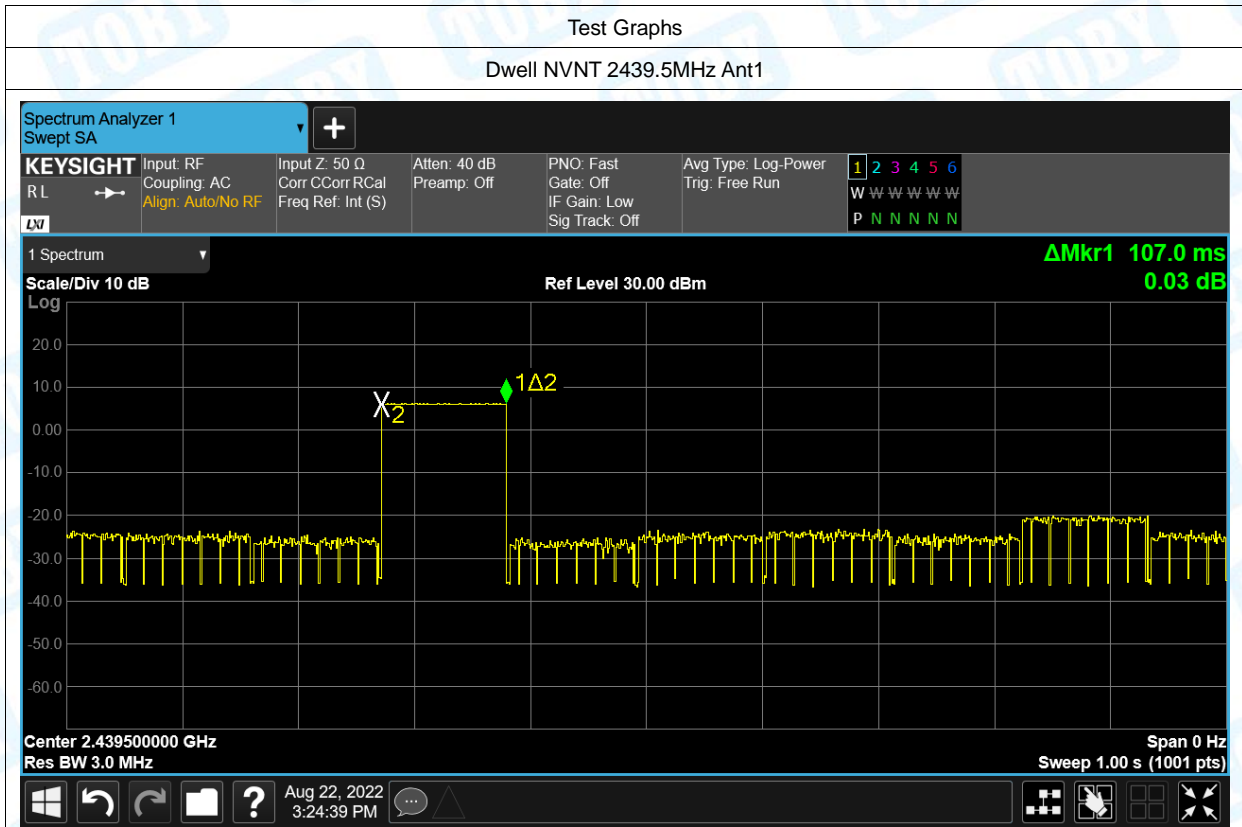 Test Graphs
Dwell NVNT 2439.5MHz Ant1
Spectrum Analyzer 1
Swept SA
KEYSIGHT
R L
LXI
Input: RF
Coupling: AC
Align: Auto/No RF
Input Z: 50 Ω
Corr CCorr RCal
Freq Ref: Int (S)
Atten: 40 dB
Preamp: Off
PNO: Fast
Gate: Off
IF Gain: Low
Sig Track: Off
Avg Type: Log-Power
Trig: Free Run
1 2 3 4 5 6
W W W W W W
P N N N N N
1 Spectrum
ΔMkr1 107.0 ms
0.03 dB
Scale/Div 10 dB
Ref Level 30.00 dBm
Log
20.0
10.0
0.00
-10.0
-20.0
-30.0
-40.0
-50.0
-60.0
1Δ2
X2
Center 2.439500000 GHz
Res BW 3.0 MHz
Span 0 Hz
Sweep 1.00 s (1001 pts)
?
Aug 22, 2022
3:24:39 PM
TOBY